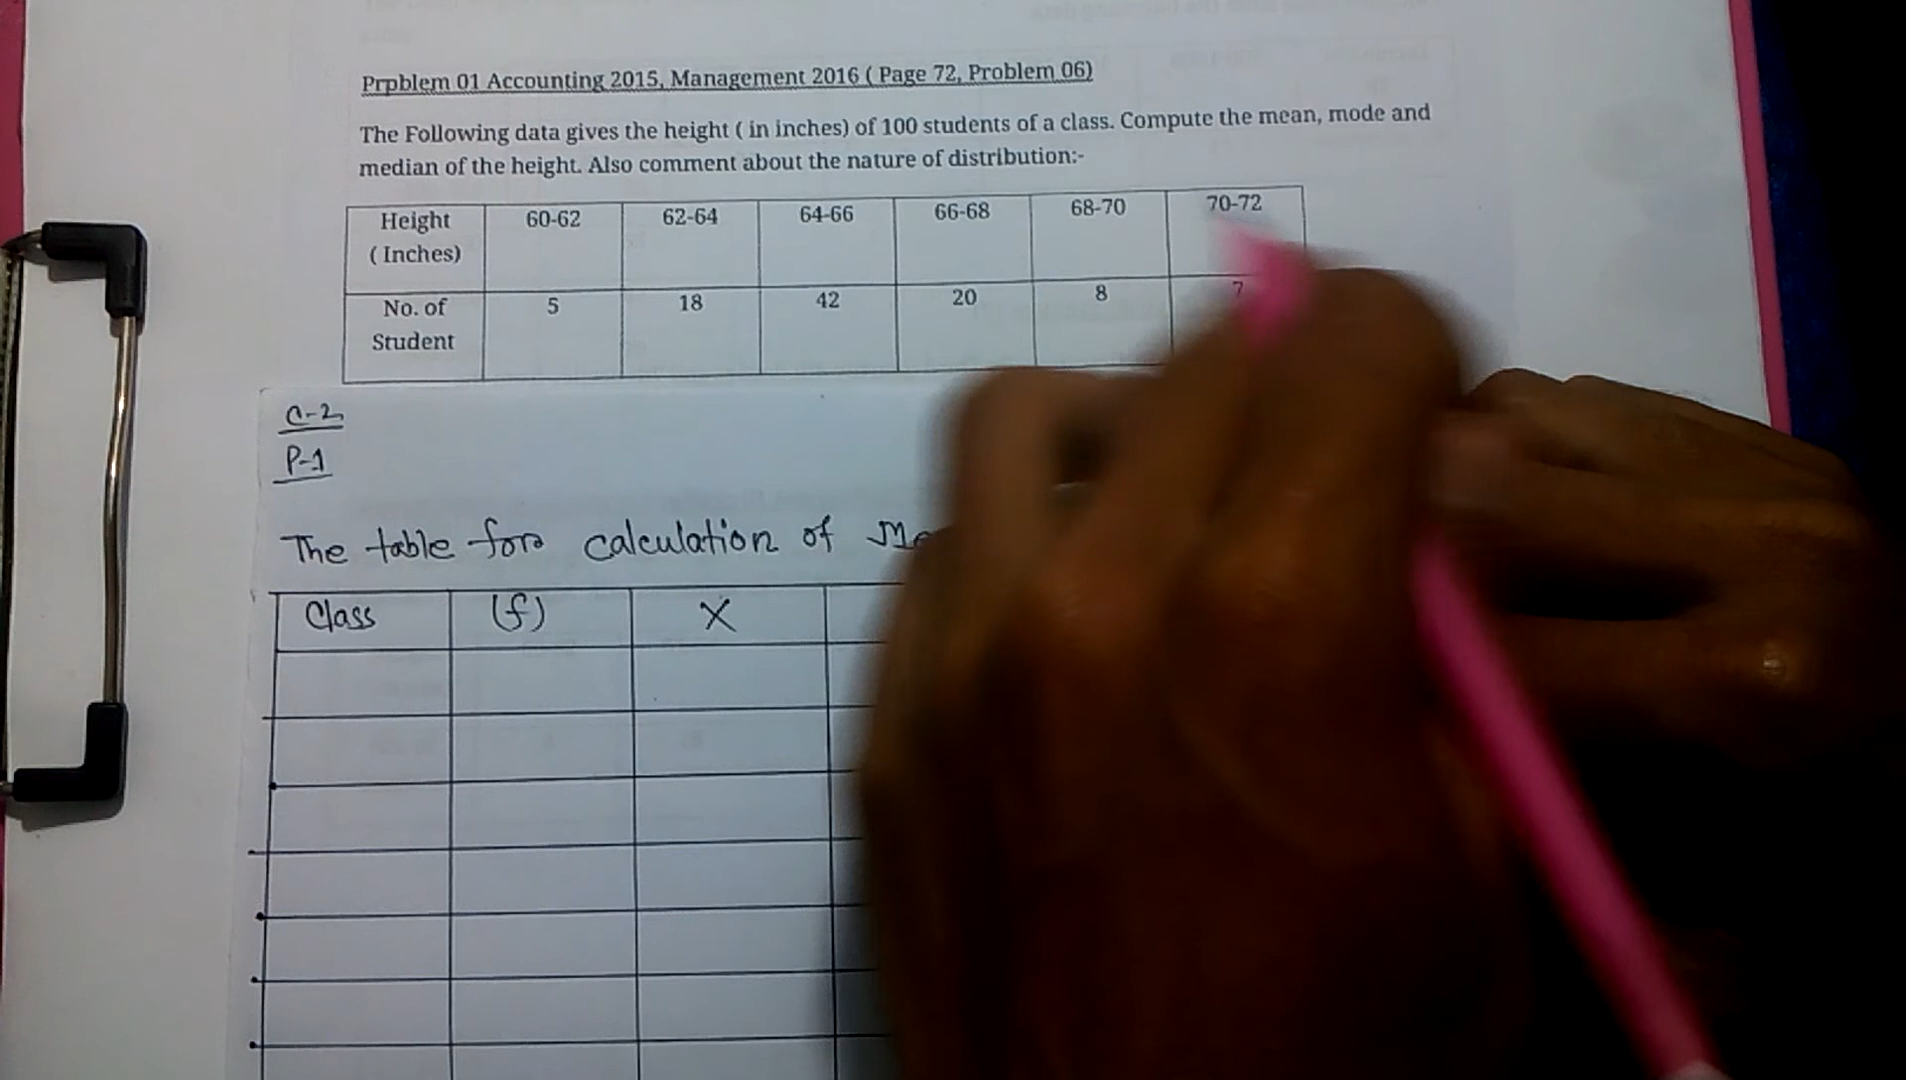 Prpblem 01 Accounting 2015, Management 2016 ( Page 72, Problem 06)
The Following data gives the height ( in inches) of 100 students of a class. Compute the mean, mode and
median of the height. Also comment about the nature of distribution:-
Height ( Inches) 60-62 62-64 64-66 66-68 68-70 70-72
No. of Student 5 18 42 20 8 7
C-2
P-1
The table for calculation of
Class (f) X